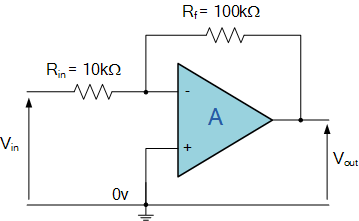 Rf = 100kΩ
Rin = 10kΩ
-
A
+
Vin
Vout
0v